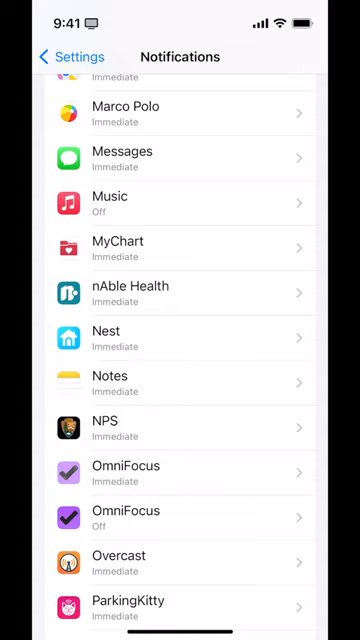 9:41
Settings
Notifications
Immediate
Marco Polo
Immediate
Messages
Immediate
Music
Off
MyChart
Immediate
nAble Health
Immediate
Nest
Immediate
Notes
Immediate
NPS
Immediate
OmniFocus
Immediate
OmniFocus
Off
Overcast
Immediate
ParkingKitty
Immediate